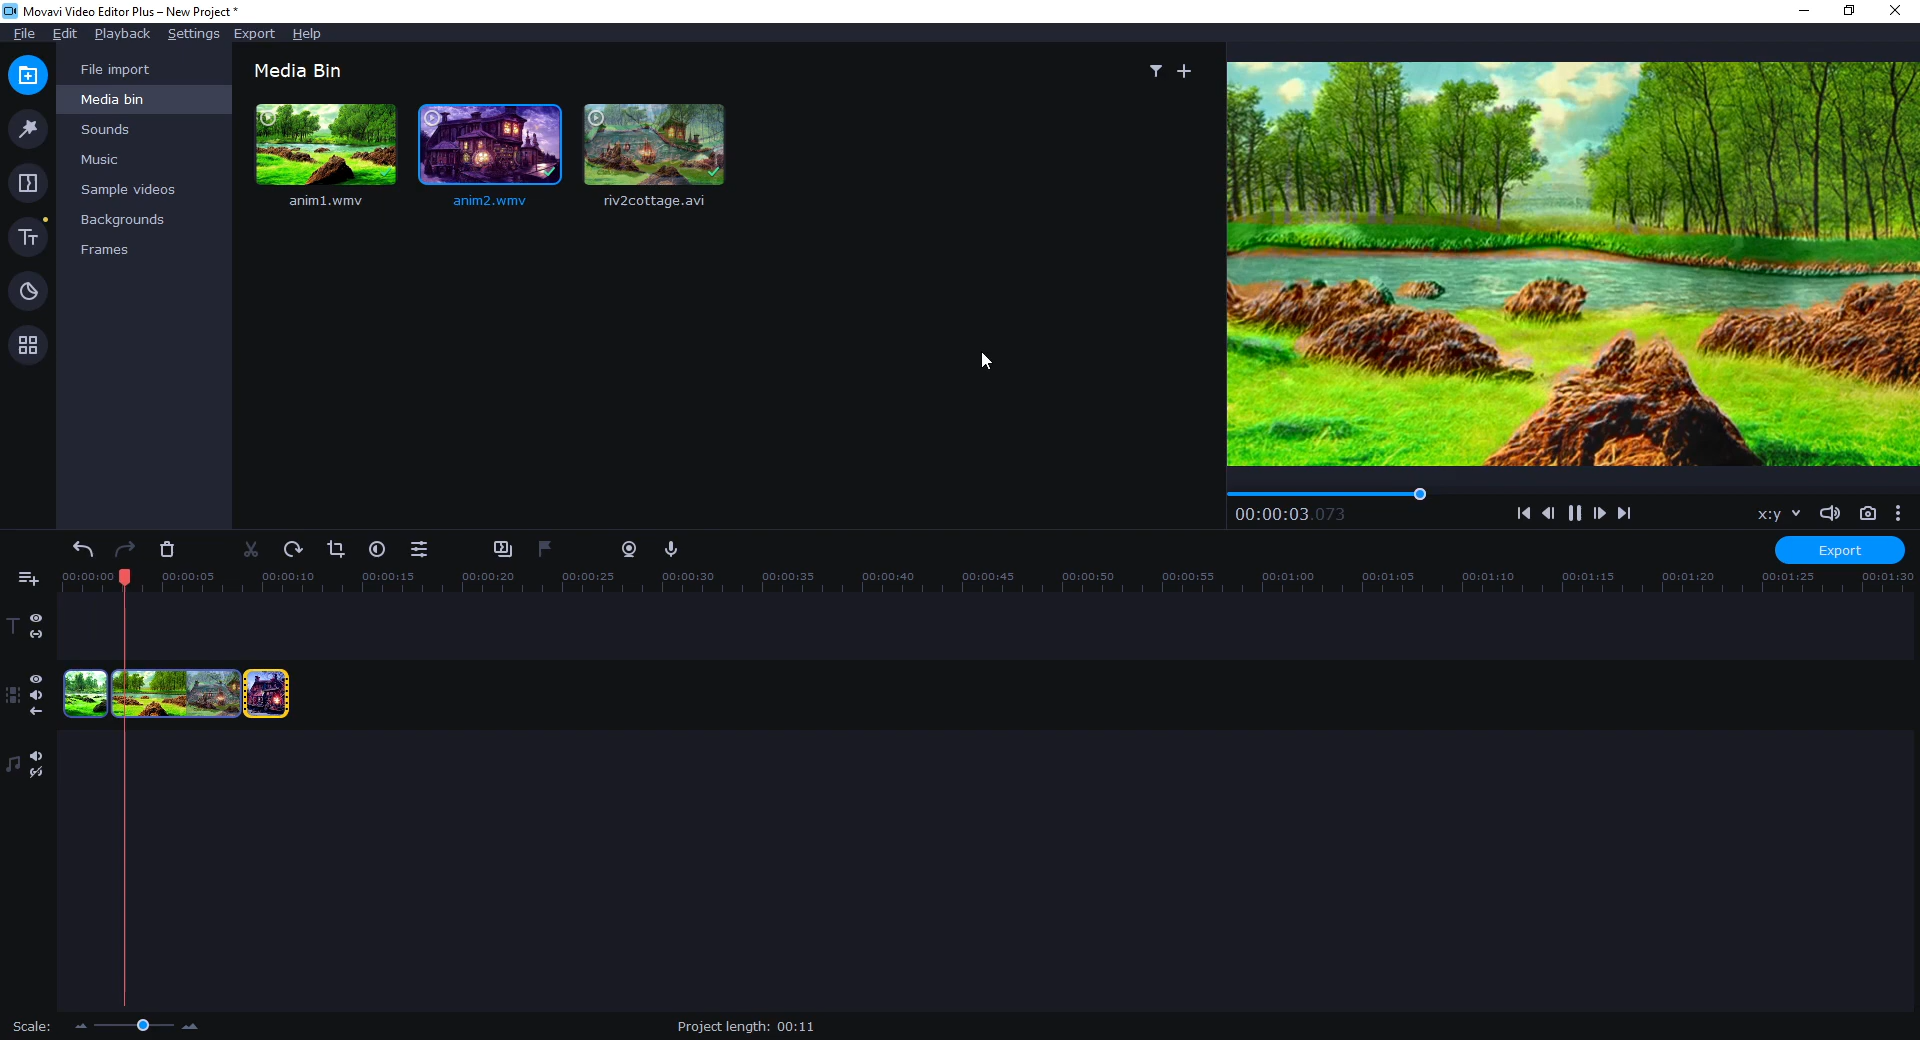 Movavi Video Editor Plus – New Project *
File Edit Playback Settings Export Help
File import
Media bin
Sounds
Music
Sample videos
Backgrounds
Frames
Media Bin
anim1.wmv
anim2.wmv
riv2cottage.avi
00:00:03.073
x:y
Export
00:00:00 00:00:05 00:00:10 00:00:15 00:00:20 00:00:25 00:00:30 00:00:35 00:00:40 00:00:45 00:00:50 00:00:55 00:01:00 00:01:05 00:01:10 00:01:15 00:01:20 00:01:25 00:01:30
Scale:
Project length: 00:11